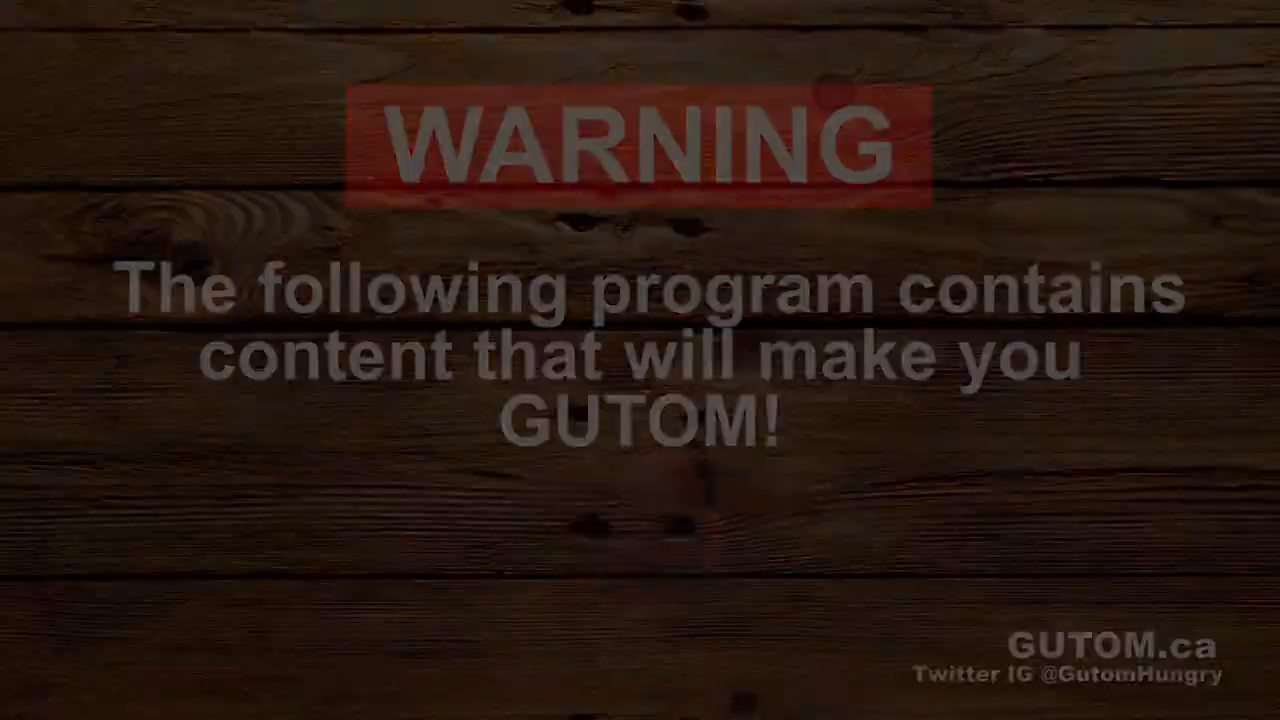 WARNING
The following program contains
content that will make you
GUTOM!
GUTOM.ca
Twitter IG @GutomHungry